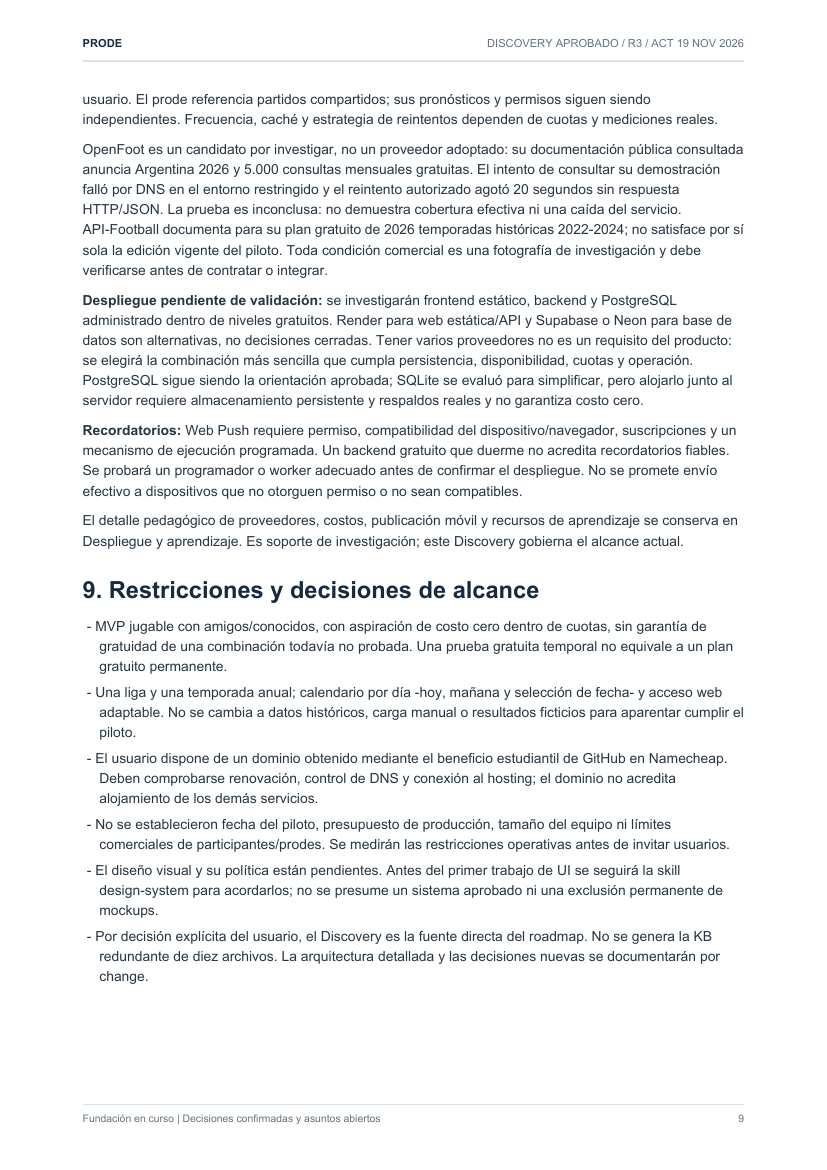 PRODE
DISCOVERY APROBADO / R3 / ACT 19 NOV 2026
usuario. El prode referencia partidos compartidos; sus pronósticos y permisos siguen siendo
independientes. Frecuencia, caché y estrategia de reintentos dependen de cuotas y mediciones reales.
OpenFoot es un candidato por investigar, no un proveedor adoptado: su documentación pública consultada
anuncia Argentina 2026 y 5.000 consultas mensuales gratuitas. El intento de consultar su demostración
falló por DNS en el entorno restringido y el reintento autorizado agotó 20 segundos sin respuesta
HTTP/JSON. La prueba es inconclusa: no demuestra cobertura efectiva ni una caída del servicio.
API-Football documenta para su plan gratuito de 2026 temporadas históricas 2022-2024; no satisface por sí
sola la edición vigente del piloto. Toda condición comercial es una fotografía de investigación y debe
verificarse antes de contratar o integrar.
Despliegue pendiente de validación: se investigarán frontend estático, backend y PostgreSQL
administrado dentro de niveles gratuitos. Render para web estática/API y Supabase o Neon para base de
datos son alternativas, no decisiones cerradas. Tener varios proveedores no es un requisito del producto:
se elegirá la combinación más sencilla que cumpla persistencia, disponibilidad, cuotas y operación.
PostgreSQL sigue siendo la orientación aprobada; SQLite se evaluó para simplificar, pero alojarlo junto al
servidor requiere almacenamiento persistente y respaldos reales y no garantiza costo cero.
Recordatorios: Web Push requiere permiso, compatibilidad del dispositivo/navegador, suscripciones y un
mecanismo de ejecución programada. Un backend gratuito que duerme no acredita recordatorios fiables.
Se probará un programador o worker adecuado antes de confirmar el despliegue. No se promete envío
efectivo a dispositivos que no otorguen permiso o no sean compatibles.
El detalle pedagógico de proveedores, costos, publicación móvil y recursos de aprendizaje se conserva en
Despliegue y aprendizaje. Es soporte de investigación; este Discovery gobierna el alcance actual.
9. Restricciones y decisiones de alcance
- MVP jugable con amigos/conocidos, con aspiración de costo cero dentro de cuotas, sin garantía de
gratuidad de una combinación todavía no probada. Una prueba gratuita temporal no equivale a un plan
gratuito permanente.
- Una liga y una temporada anual; calendario por día -hoy, mañana y selección de fecha- y acceso web
adaptable. No se cambia a datos históricos, carga manual o resultados ficticios para aparentar cumplir el
piloto.
- El usuario dispone de un dominio obtenido mediante el beneficio estudiantil de GitHub en Namecheap.
Deben comprobarse renovación, control de DNS y conexión al hosting; el dominio no acredita
alojamiento de los demás servicios.
- No se establecieron fecha del piloto, presupuesto de producción, tamaño del equipo ni límites
comerciales de participantes/prodes. Se medirán las restricciones operativas antes de invitar usuarios.
- El diseño visual y su política están pendientes. Antes del primer trabajo de UI se seguirá la skill
design-system para acordarlos; no se presume un sistema aprobado ni una exclusión permanente de
mockups.
- Por decisión explícita del usuario, el Discovery es la fuente directa del roadmap. No se genera la KB
redundante de diez archivos. La arquitectura detallada y las decisiones nuevas se documentarán por
change.
Fundación en curso | Decisiones confirmadas y asuntos abiertos
9